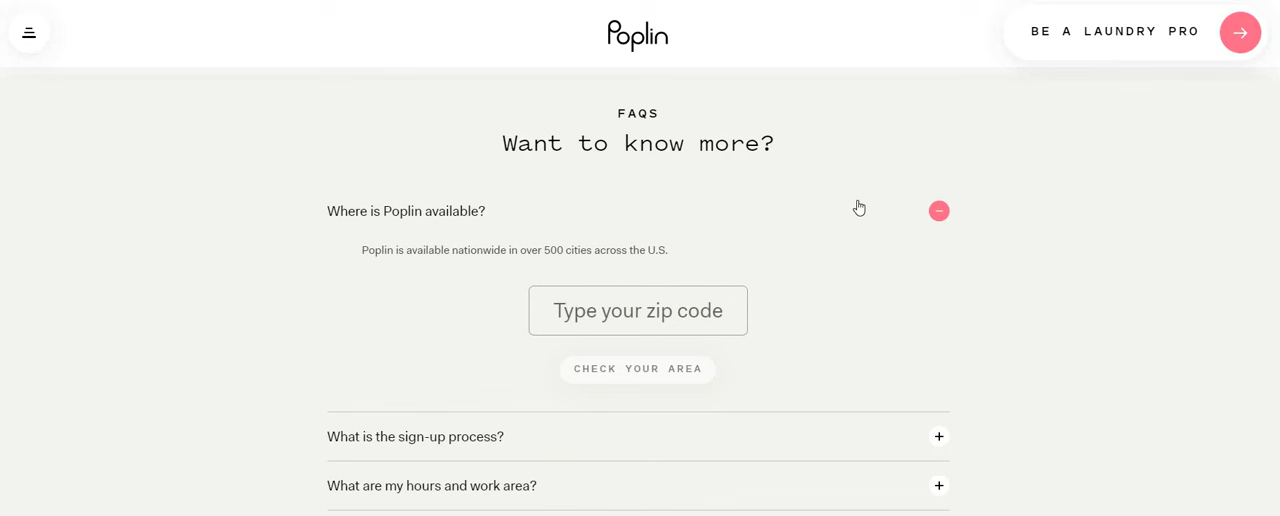 Poplin
BE A LAUNDRY PRO
FAQS
Want to know more?
Where is Poplin available?
Poplin is available nationwide in over 500 cities across the U.S.
Type your zip code
CHECK YOUR AREA
What is the sign-up process?
What are my hours and work area?